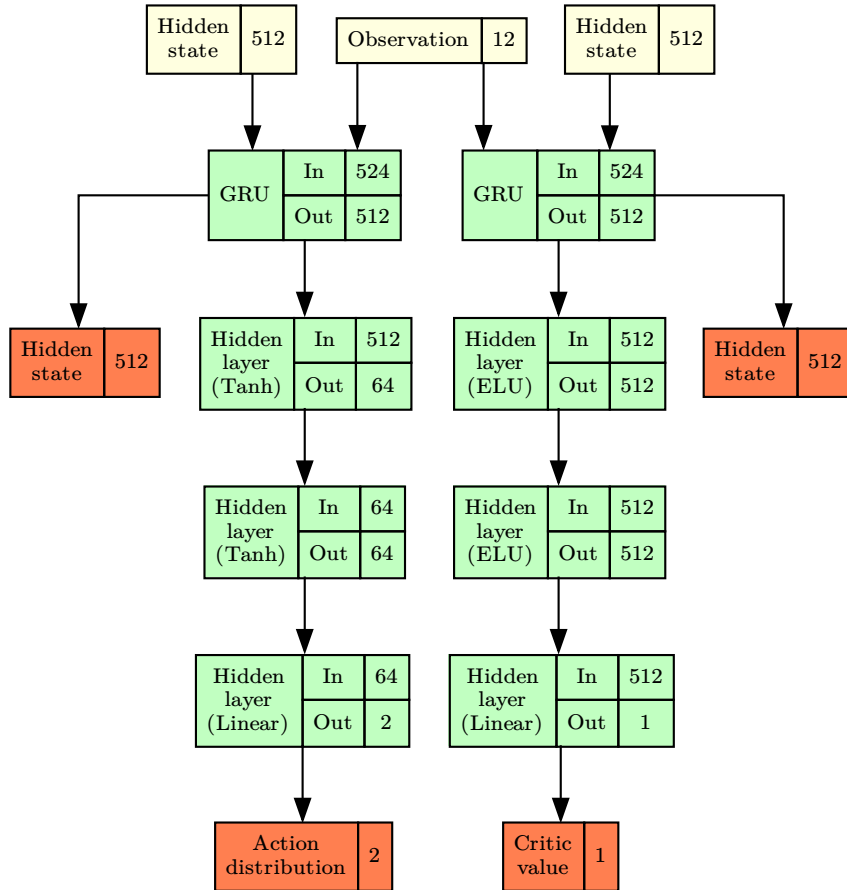 Hidden
state
512
Observation
12
Hidden
state
512
GRU
In
524
Out
512
GRU
In
524
Out
512
Hidden
state
512
Hidden
layer
(Tanh)
In
512
Out
64
Hidden
layer
(ELU)
In
512
Out
512
Hidden
state
512
Hidden
layer
(Tanh)
In
64
Out
64
Hidden
layer
(ELU)
In
512
Out
512
Hidden
layer
(Linear)
In
64
Out
2
Hidden
layer
(Linear)
In
512
Out
1
Action
distribution
2
Critic
value
1